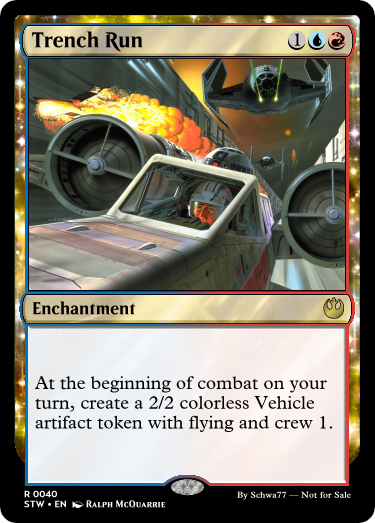 Trench Run 1
Enchantment
At the beginning of combat on your
turn, create a 2/2 colorless Vehicle
artifact token with flying and crew 1.
R 0040
STW • EN Ralph McQuarrie
By Schwa77 — Not for Sale